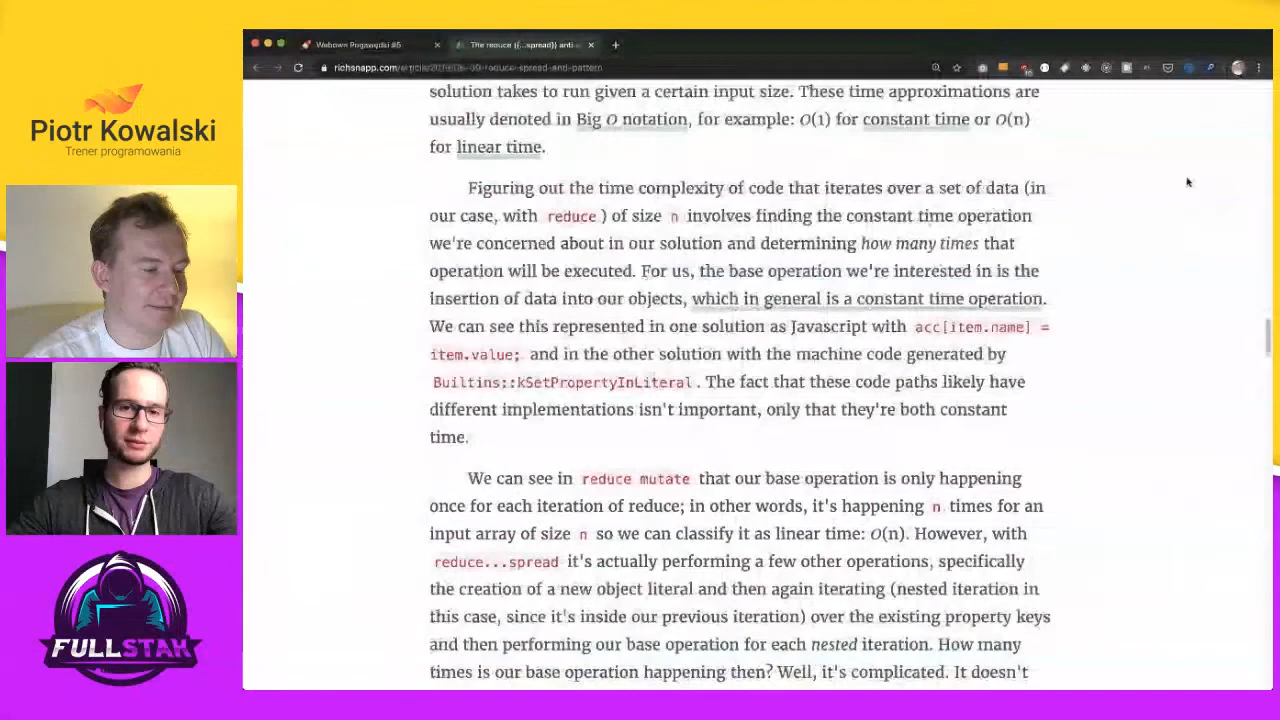 Piotr Kowalski
Trener programowania
FULLSTAK
The reduce ({...spread}) anti
solution takes to run given a certain input size. These time approximations are
usually denoted in Big O notation, for example: O(1) for constant time or O(n)
for linear time.
Figuring out the time complexity of code that iterates over a set of data (in
our case, with reduce ) of size n involves finding the constant time operation
we're concerned about in our solution and determining how many times that
operation will be executed. For us, the base operation we're interested in is the
insertion of data into our objects, which in general is a constant time operation.
We can see this represented in one solution as Javascript with acc[item.name] =
item.value; and in the other solution with the machine code generated by
Builtins::kSetPropertyInLiteral . The fact that these code paths likely have
different implementations isn't important, only that they're both constant
time.
We can see in reduce mutate that our base operation is only happening
once for each iteration of reduce; in other words, it's happening n times for an
input array of size n so we can classify it as linear time: O(n). However, with
reduce...spread it's actually performing a few other operations, specifically
the creation of a new object literal and then again iterating (nested iteration in
this case, since it's inside our previous iteration) over the existing property keys
and then performing our base operation for each nested iteration. How many
times is our base operation happening then? Well, it's complicated. It doesn't